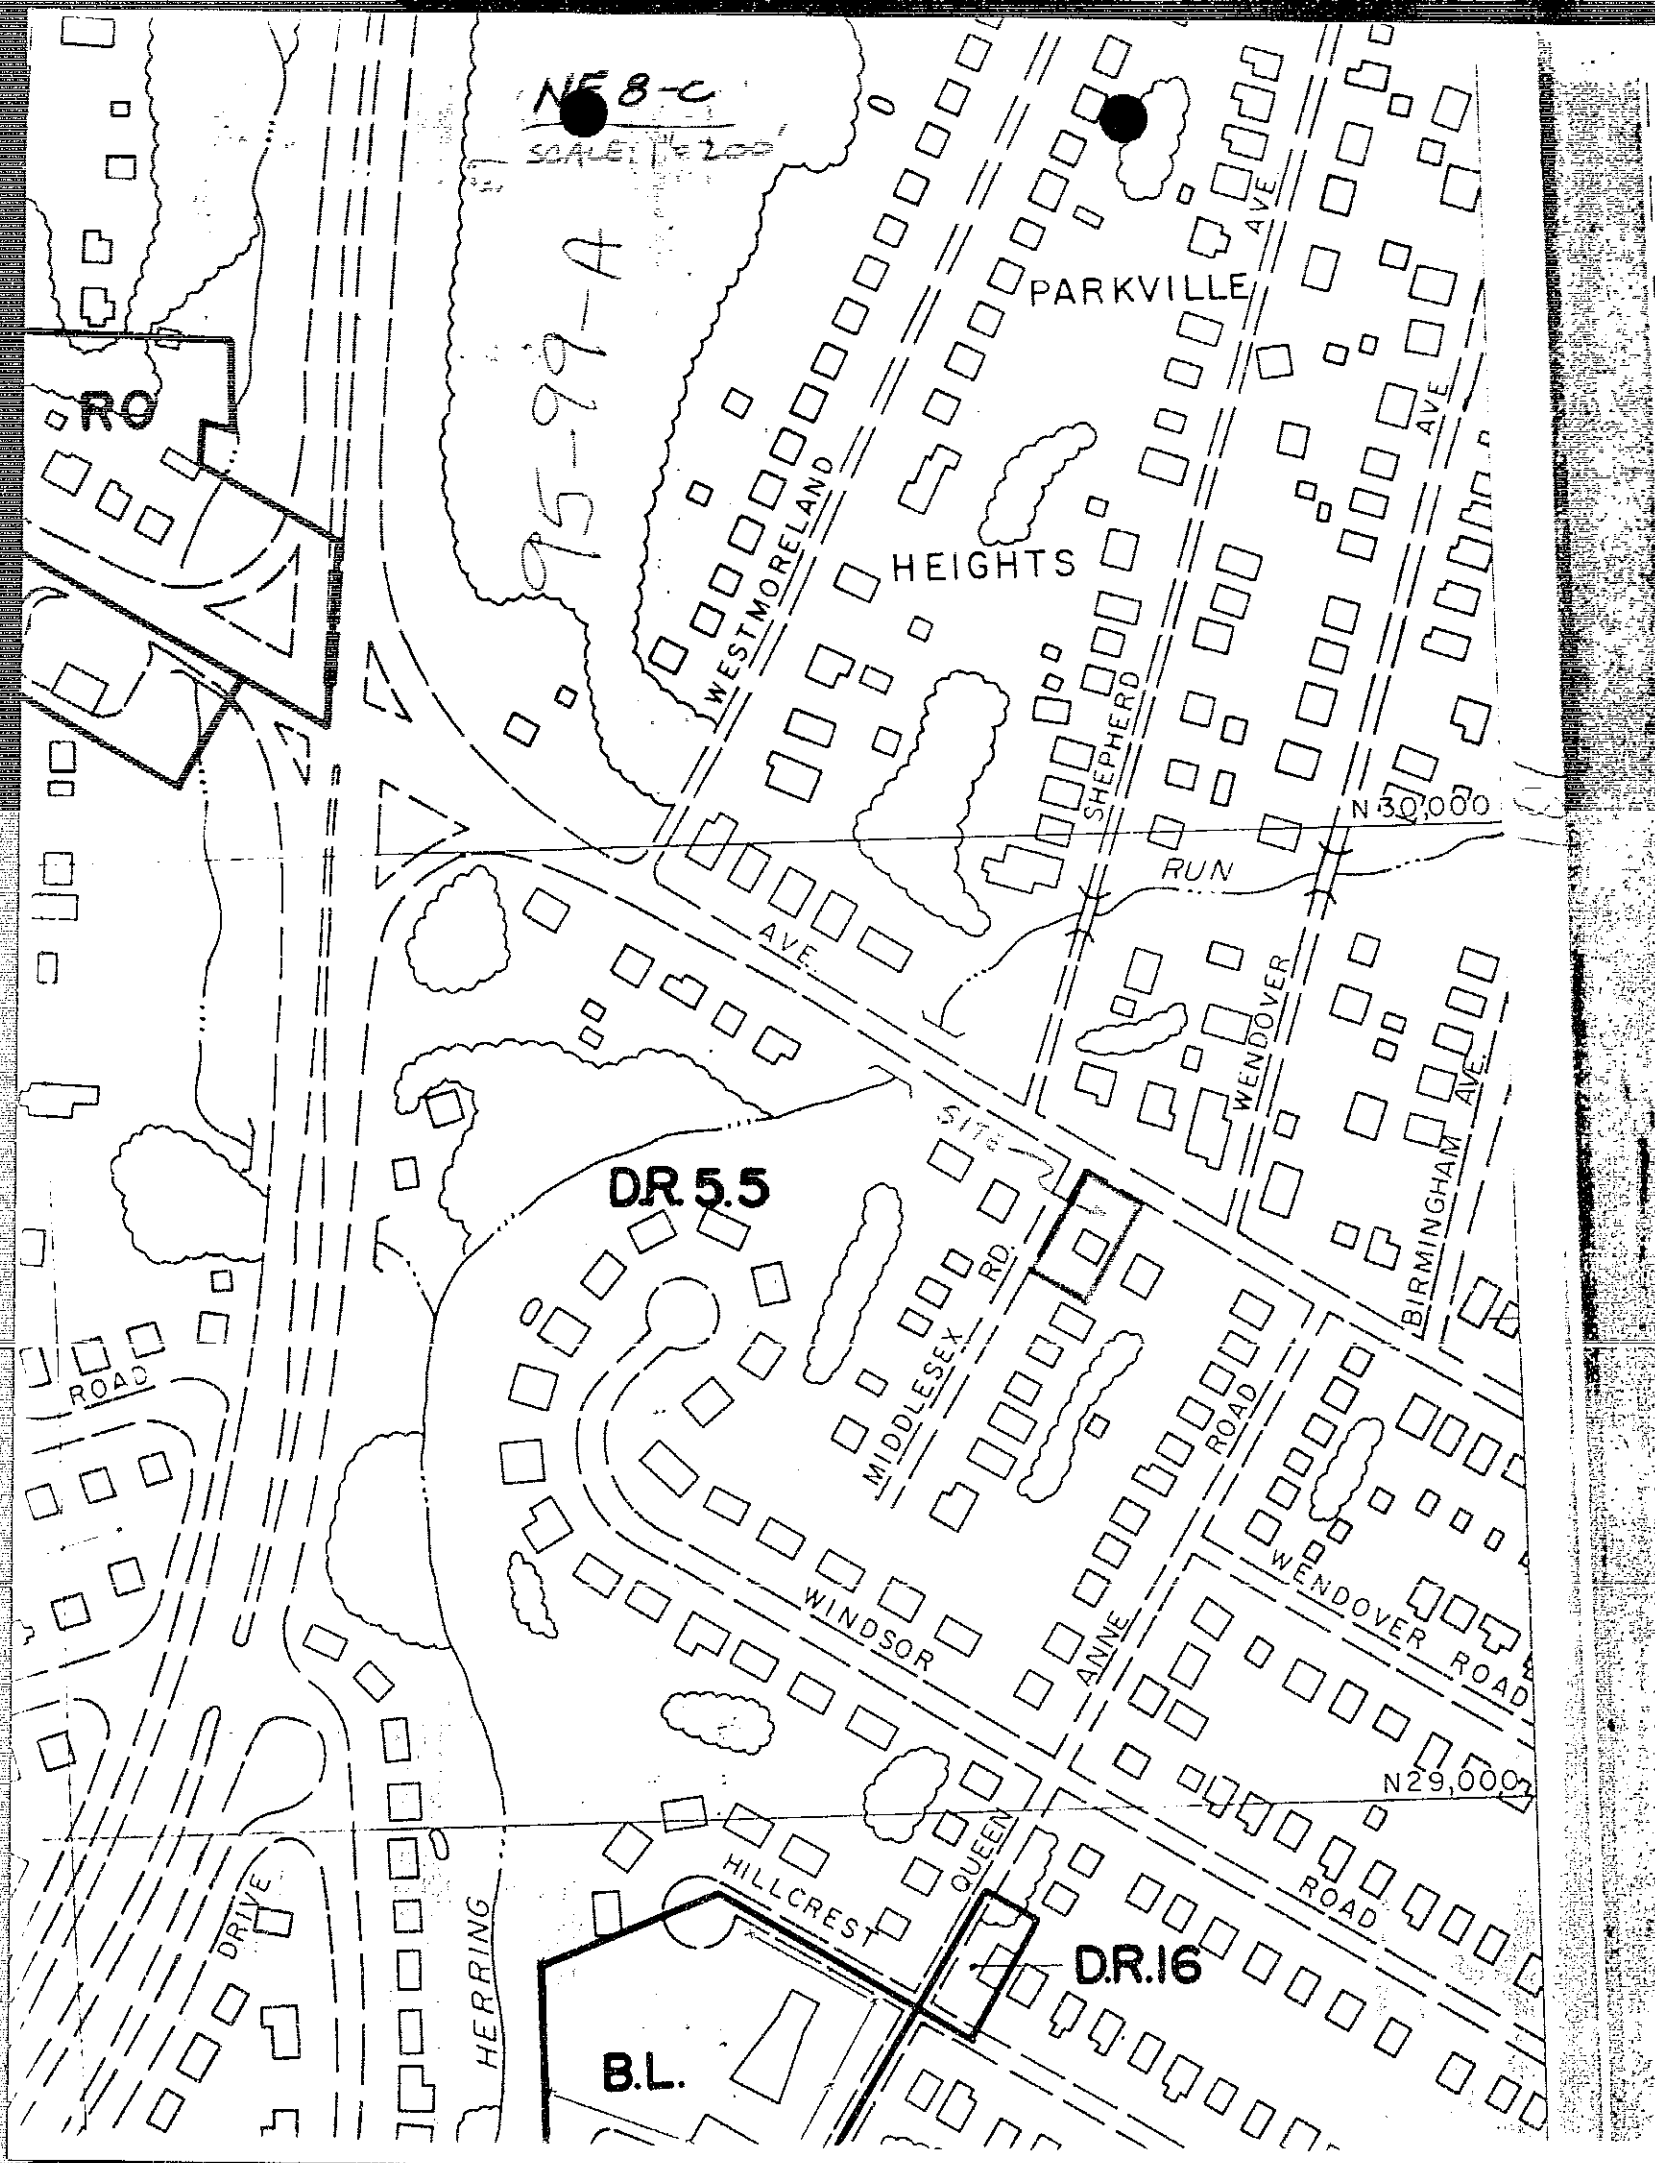 NE 8-C
SCALE: 1"= 200'
95-99-A
AVE
PARKVILLE
RO
AVE
WESTMORELAND
HEIGHTS
SHEPHERD
N 30,000
RUN
AVE.
WENDOVER
AVE.
SITE
D.R. 5.5
BIRMINGHAM
RD.
MIDDLESEX
ROAD
ROAD
WENDOVER ROAD
WINDSOR
ANNE
N29,000
QUEEN
HILLCREST
ROAD
DRIVE
HERRING
D.R.16
B.L.